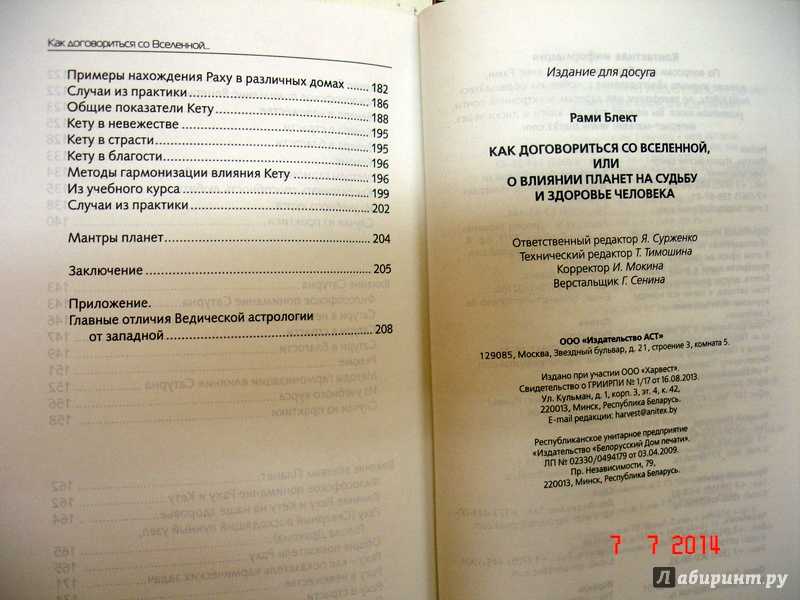 Как договориться со Вселенной...
Примеры нахождения Раху в различных домах ...... 182
Случаи из практики ...... 186
Общие показатели Кету ...... 188
Кету в невежестве ...... 195
Кету в страсти ...... 195
Кету в благости ...... 196
Методы гармонизации влияния Кету ...... 196
Из учебного курса ...... 199
Случаи из практики ...... 202
Мантры планет ...... 204
Заключение ...... 205
Приложение.
Главные отличия Ведической астрологии
от западной ...... 208
Издание для досуга
Рами Блект
КАК ДОГОВОРИТЬСЯ СО ВСЕЛЕННОЙ,
ИЛИ
О ВЛИЯНИИ ПЛАНЕТ НА СУДЬБУ
И ЗДОРОВЬЕ ЧЕЛОВЕКА
Ответственный редактор Я. Сурженко
Технический редактор Т. Тимошина
Корректор И. Мокина
Верстальщик Г. Сенина
ООО «Издательство АСТ»
129085, Москва, Звездный бульвар, д. 21, строение 3, комната 5.
Издано при участии ООО «Харвест».
Свидетельство о ГРИИРПИ № 1/17 от 16.08.2013.
Ул. Кульман, д. 1, корп. 3, эт. 4, к. 42,
220013, Минск, Республика Беларусь.
E-mail редакции: harvest@anitex.by
Республиканское унитарное предприятие
«Издательство «Белорусский Дом печати».
ЛП № 02330/0494179 от 03.04.2009.
Пр. Независимости, 79,
220013, Минск, Республика Беларусь.
7 7 2014
Лабиринт.ру